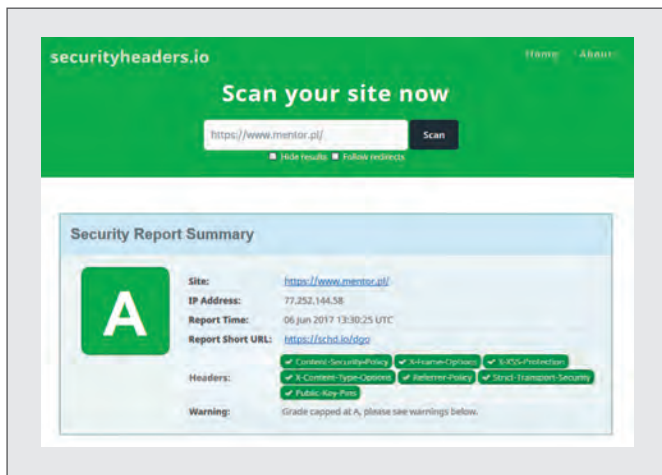 securityheaders.io
Home About
Scan your site now
https://www.mentor.pl/ Scan
Hide results Follow redirects
Security Report Summary
A
Site: https://www.mentor.pl/
IP Address: 77.252.144.58
Report Time: 06 Jun 2017 13:30:25 UTC
Report Short URL: https://schd.io/dgo
Headers: Content-Security-Policy X-Frame-Options X-XSS-Protection
X-Content-Type-Options Referrer-Policy Strict-Transport-Security
Public-Key-Pins
Warning: Grade capped at A, please see warnings below.